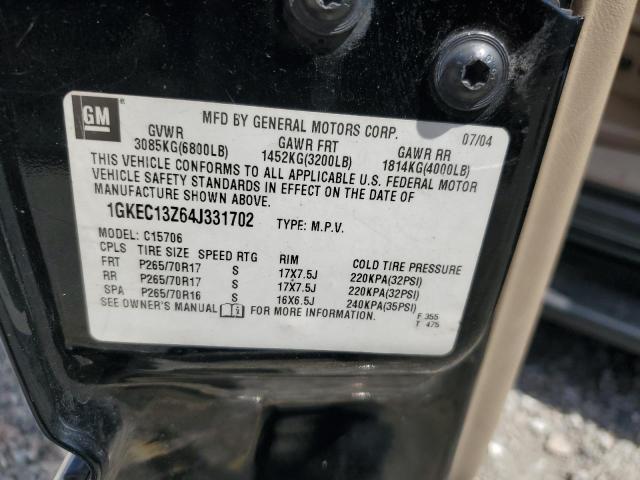 GM ®
MFD BY GENERAL MOTORS CORP. 07/04
GVWR GAWR FRT GAWR RR
3085KG(6800LB) 1452KG(3200LB) 1814KG(4000LB)
THIS VEHICLE CONFORMS TO ALL APPLICABLE U.S. FEDERAL MOTOR
VEHICLE SAFETY STANDARDS IN EFFECT ON THE DATE OF
MANUFACTURE SHOWN ABOVE.
1GKEC13Z64J331702 TYPE: M.P.V.
MODEL: C15706
CPLS TIRE SIZE SPEED RTG RIM COLD TIRE PRESSURE
FRT P265/70R17 S 17X7.5J 220KPA(32PSI)
RR P265/70R17 S 17X7.5J 220KPA(32PSI)
SPA P265/70R16 S 16X6.5J 240KPA(35PSI)
SEE OWNER'S MANUAL FOR MORE INFORMATION.
F 355
T 475